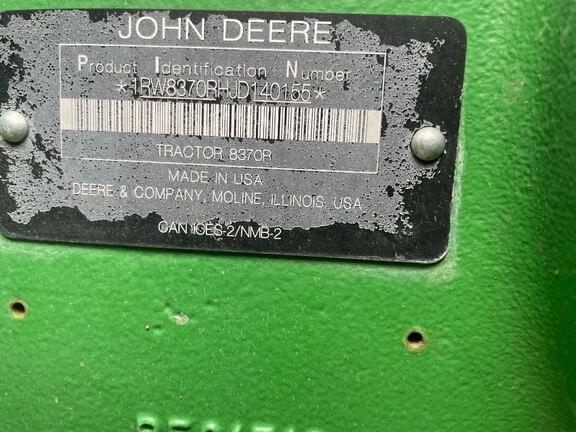 JOHN DEERE
Product Identification Number
*1RW8370RHJD140155*
TRACTOR 8370R
MADE IN USA
DEERE & COMPANY, MOLINE, ILLINOIS, USA
CAN ICES-2/NMB-2